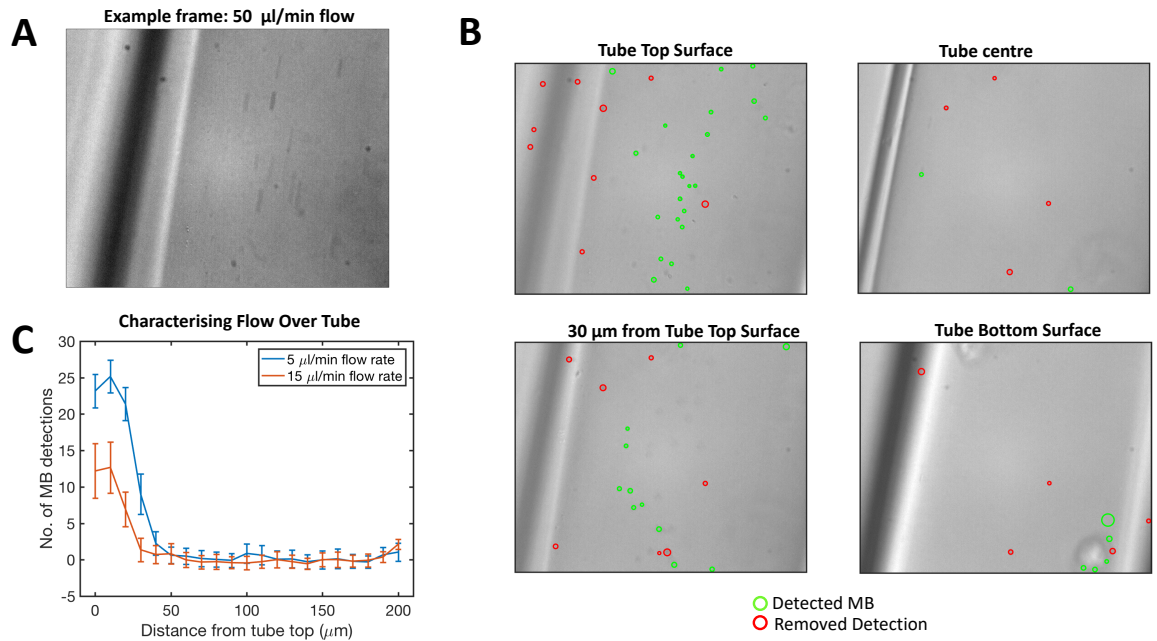 A
Example frame: 50 µl/min flow
B
Tube Top Surface
Tube centre
30 µm from Tube Top Surface
Tube Bottom Surface
Detected MB
Removed Detection
C
Characterising Flow Over Tube
5 µl/min flow rate
15 µl/min flow rate
No. of MB detections
30
25
20
15
10
5
0
-5
0 50 100 150 200
Distance from tube top (µm)